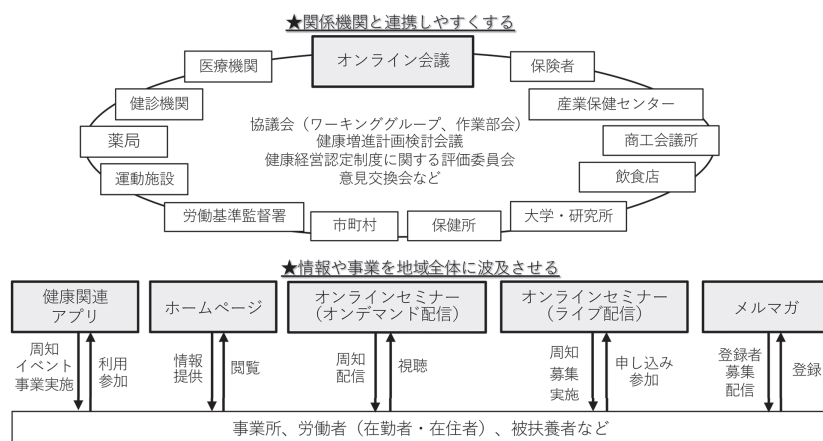 ★関係機関と連携しやすくする
オンライン会議
医療機関
保険者
健診機関
産業保健センター
薬局
商工会議所
運動施設
飲食店
労働基準監督署
市町村
保健所
大学・研究所
協議会（ワーキンググループ、作業部会）
健康増進計画検討会議
健康経営認定制度に関する評価委員会
意見交換会など
★情報や事業を地域全体に波及させる
健康関連
アプリ
ホームページ
オンラインセミナー
（オンデマンド配信）
オンラインセミナー
（ライブ配信）
メルマガ
周知
イベント
事業実施
利用
参加
情報
提供
閲覧
周知
配信
視聴
周知
募集
実施
申し込み
参加
登録者
募集
配信
登録
事業所、労働者（在勤者・在住者）、被扶養者など